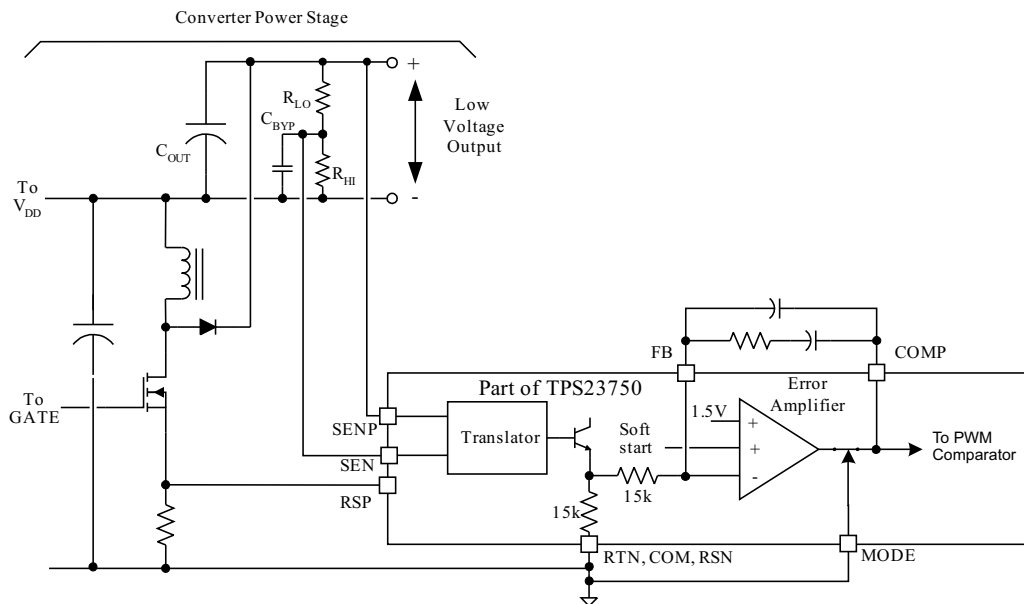 Converter Power Stage
+
R_LO
C_BYP
Low
Voltage
Output
C_OUT
R_HI
To
V_DD
-
FB
COMP
Part of TPS23750
Error
Amplifier
To
GATE
1.5V
+
SENP
Translator
Soft
start
+
To PWM
Comparator
SEN
-
15k
RSP
15k
RTN, COM, RSN
MODE